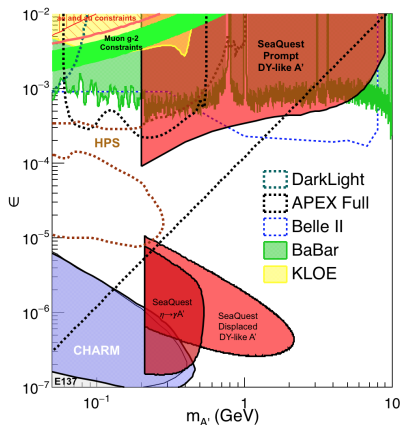 10⁻²
10⁻³
10⁻⁴
10⁻⁵
10⁻⁶
10⁻⁷
ϵ
constraints
Muon g-2
Constraints
SeaQuest
Prompt
DY-like A'
HPS
DarkLight
APEX Full
Belle II
BaBar
KLOE
SeaQuest
η→γA'
SeaQuest
Displaced
DY-like A'
CHARM
E137
10⁻¹
1
10
m_A' (GeV)